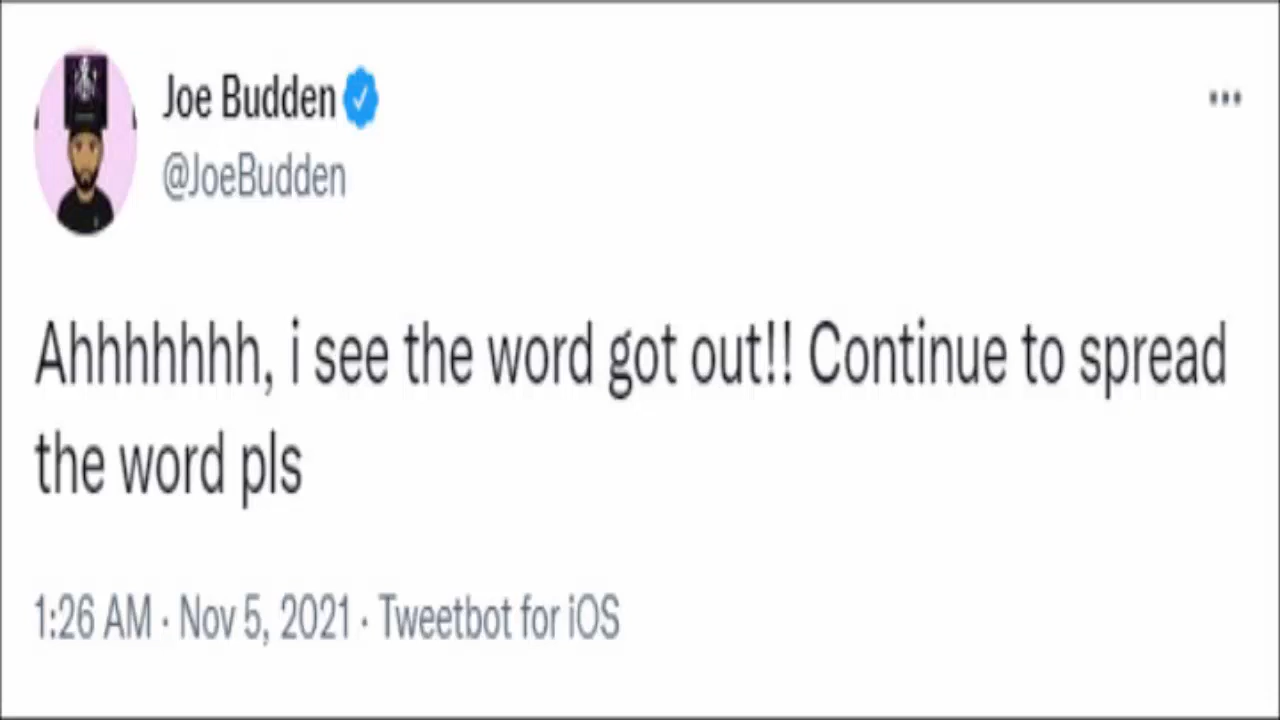 Joe Budden
@JoeBudden
Ahhhhhhh, i see the word got out!! Continue to spread
the word pls
1:26 AM · Nov 5, 2021 · Tweetbot for iOS